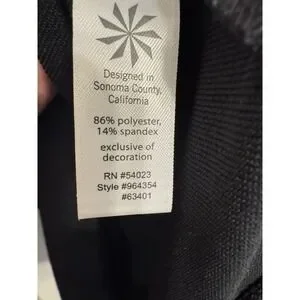 Designed in
Sonoma County,
California
86% polyester,
14% spandex
exclusive of
decoration
RN #54023
Style #964354
#63401